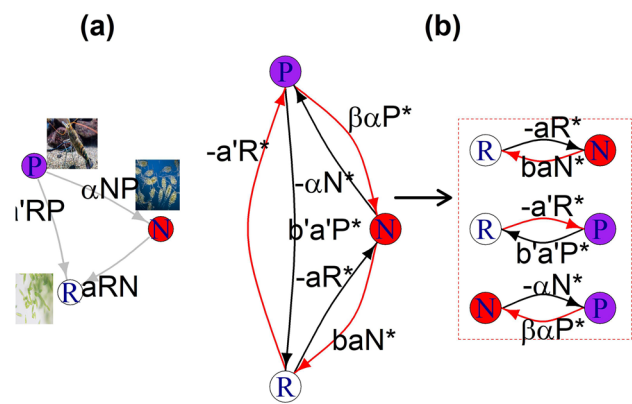 (a)
(b)
P
αNP
'RP
N
R
aRN
P
βαP*
-a'R*
-αN*
b'a'P*
N
-aR*
baN*
R
-aR*
R
N
baN*
-a'R*
R
P
b'a'P*
-αN*
N
P
βαP*